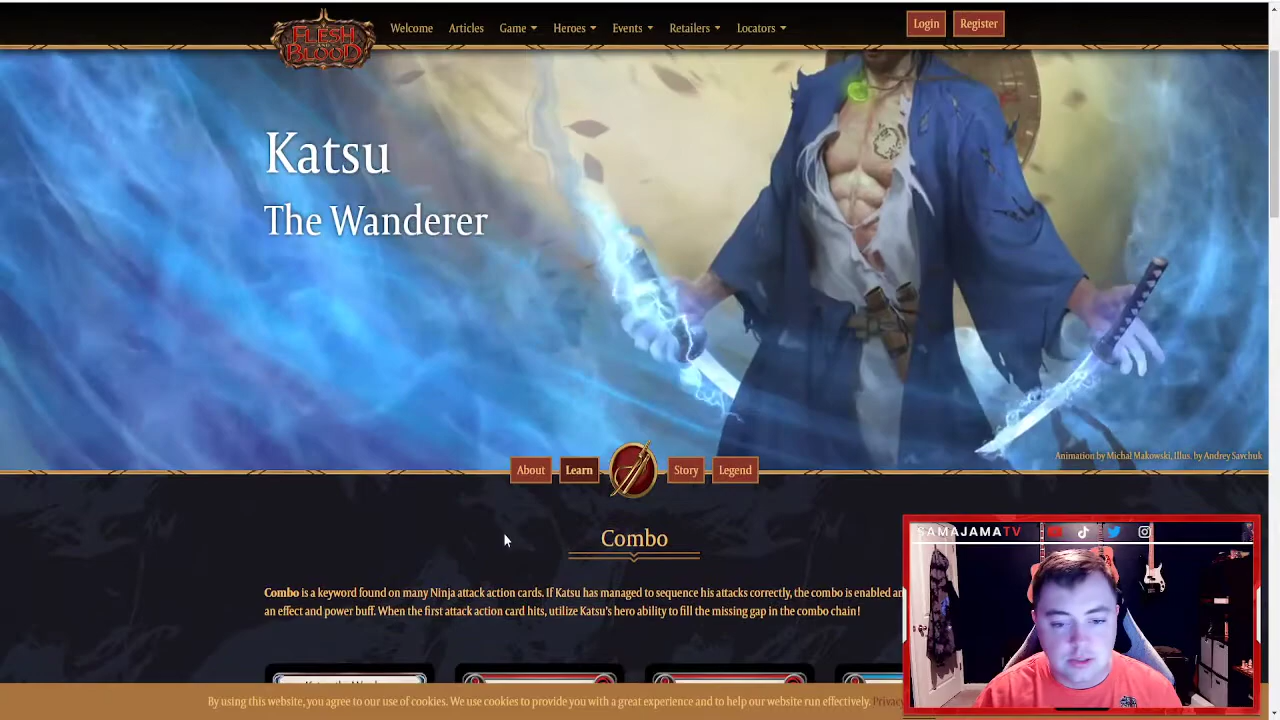 FLESH
AND
BLOOD
Welcome
Articles
Game
Heroes
Events
Retailers
Locators
Login
Register
Katsu
The Wanderer
Animation by Michal Makowski, Illus. by Andrey Savchuk
About
Learn
Story
Legend
Combo
Combo is a keyword found on many Ninja attack action cards. If Katsu has managed to sequence his attacks correctly, the combo is enabled
an effect and power buff. When the first attack action card hits, utilize Katsu's hero ability to fill the missing gap in the combo chain!
SAMAJAMATV
By using this website, you agree to our use of cookies. We use cookies to provide you with a great experience and to help our website run effectively.